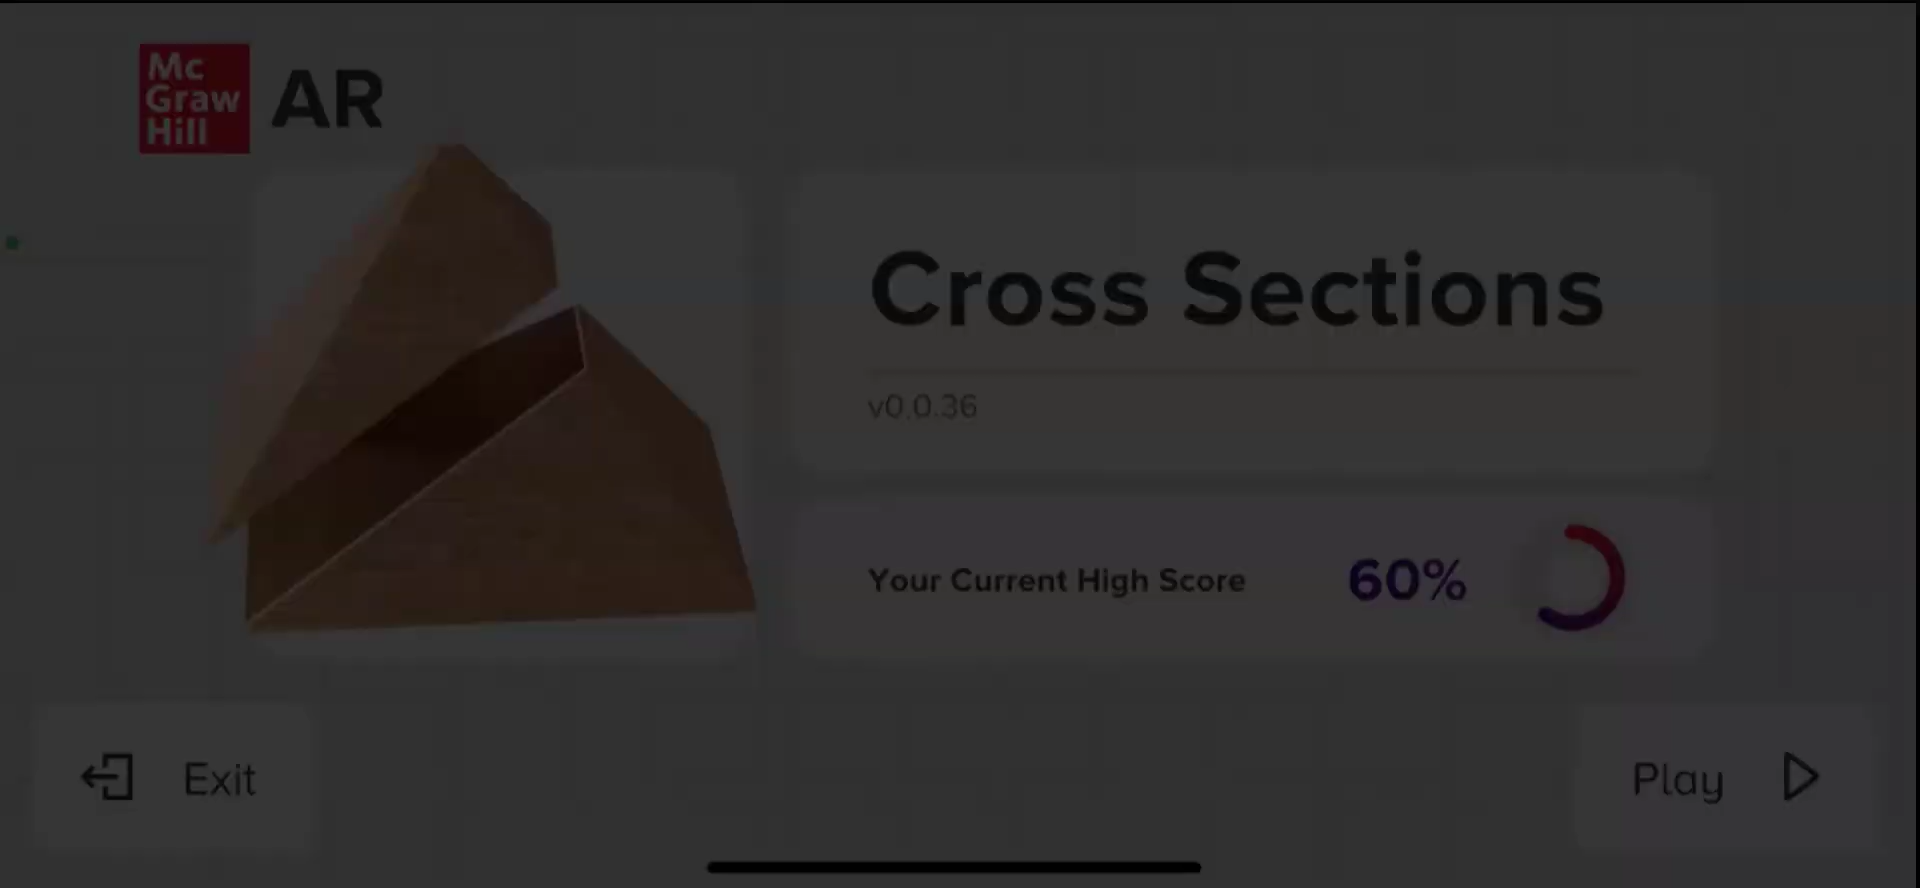 Mc
Graw
Hill
AR
Cross Sections
v0.0.36
Your Current High Score 60%
Exit
Play